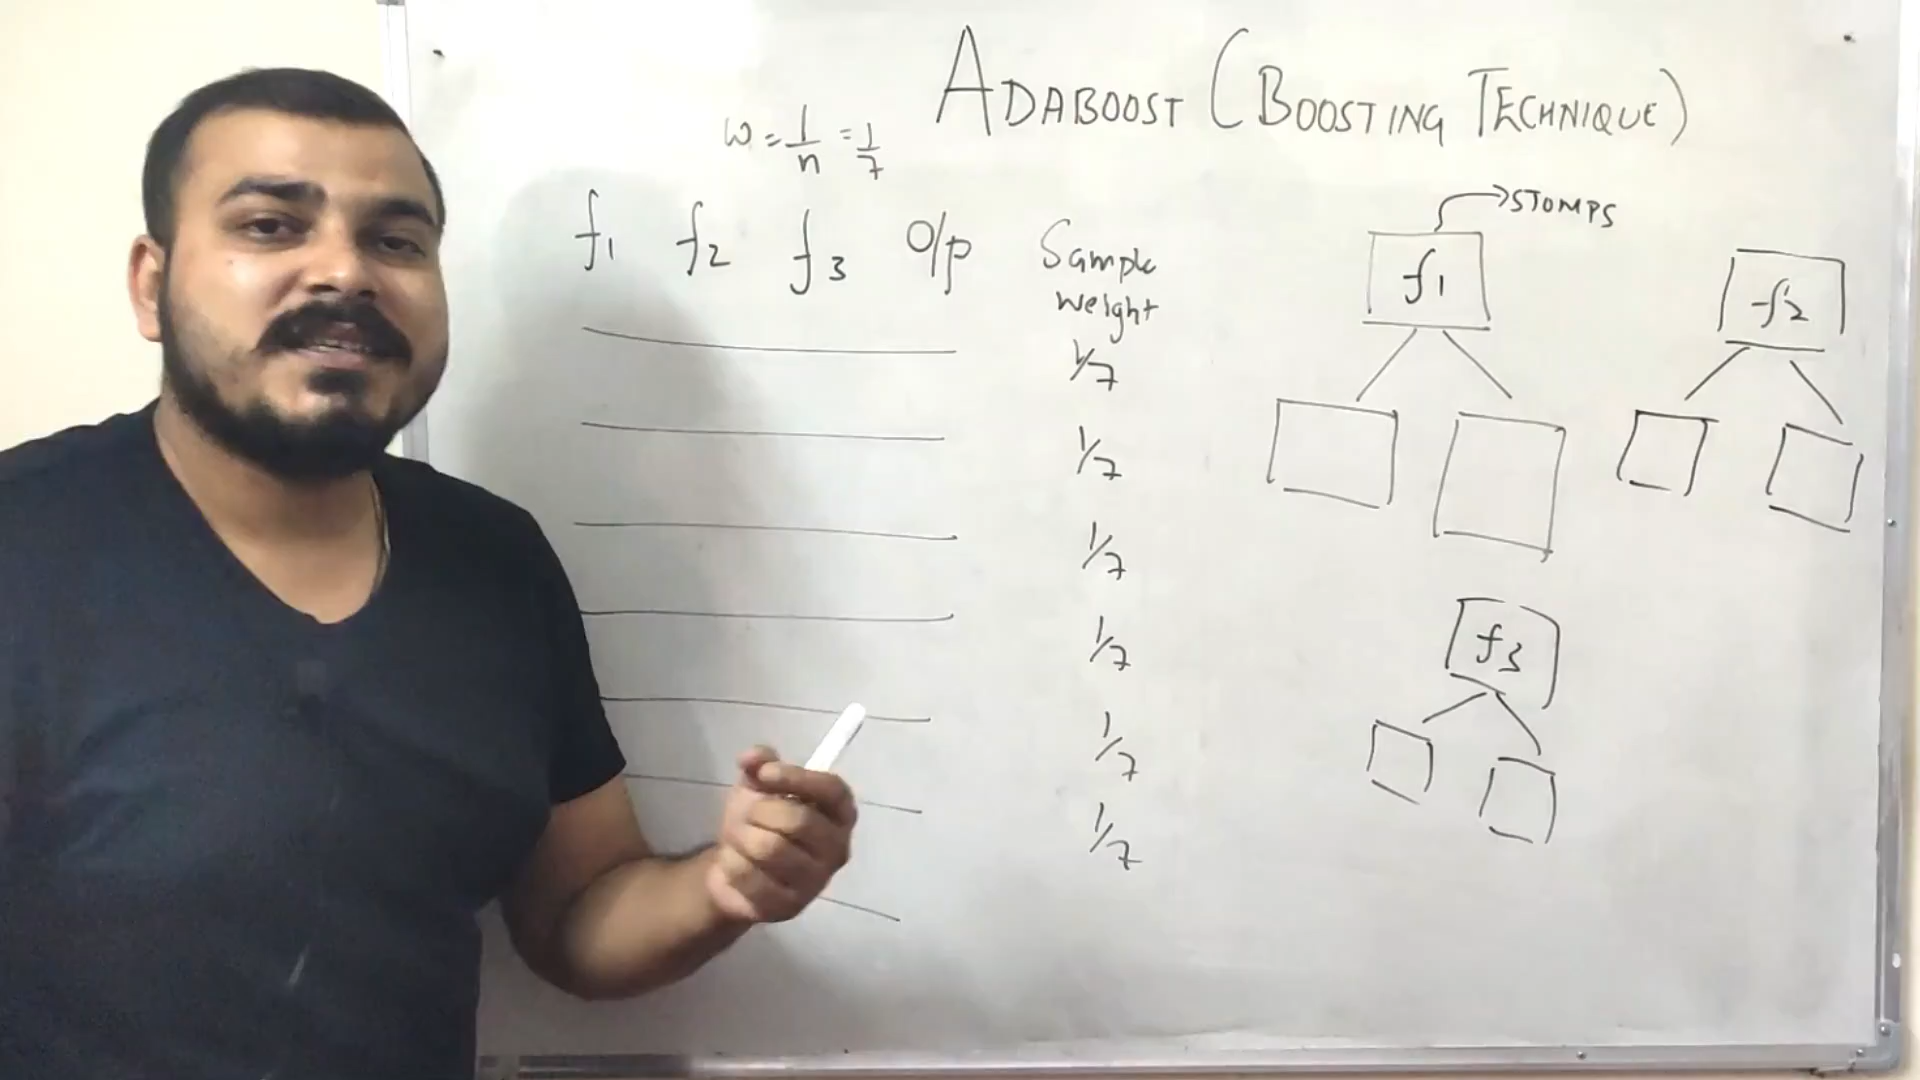 ADABOOST (BOOSTING TECHNIQUE)
w = 1/n = 1/7
f1 f2 f3 O/p Sample weight
1/7
1/7
1/7
1/7
1/7
1/7
STOMPS
f1
f2
f3